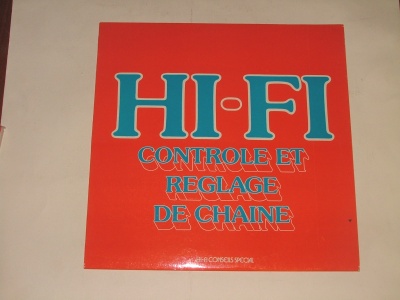 HI-FI
CONTROLE ET
REGLAGE
DE CHAINE